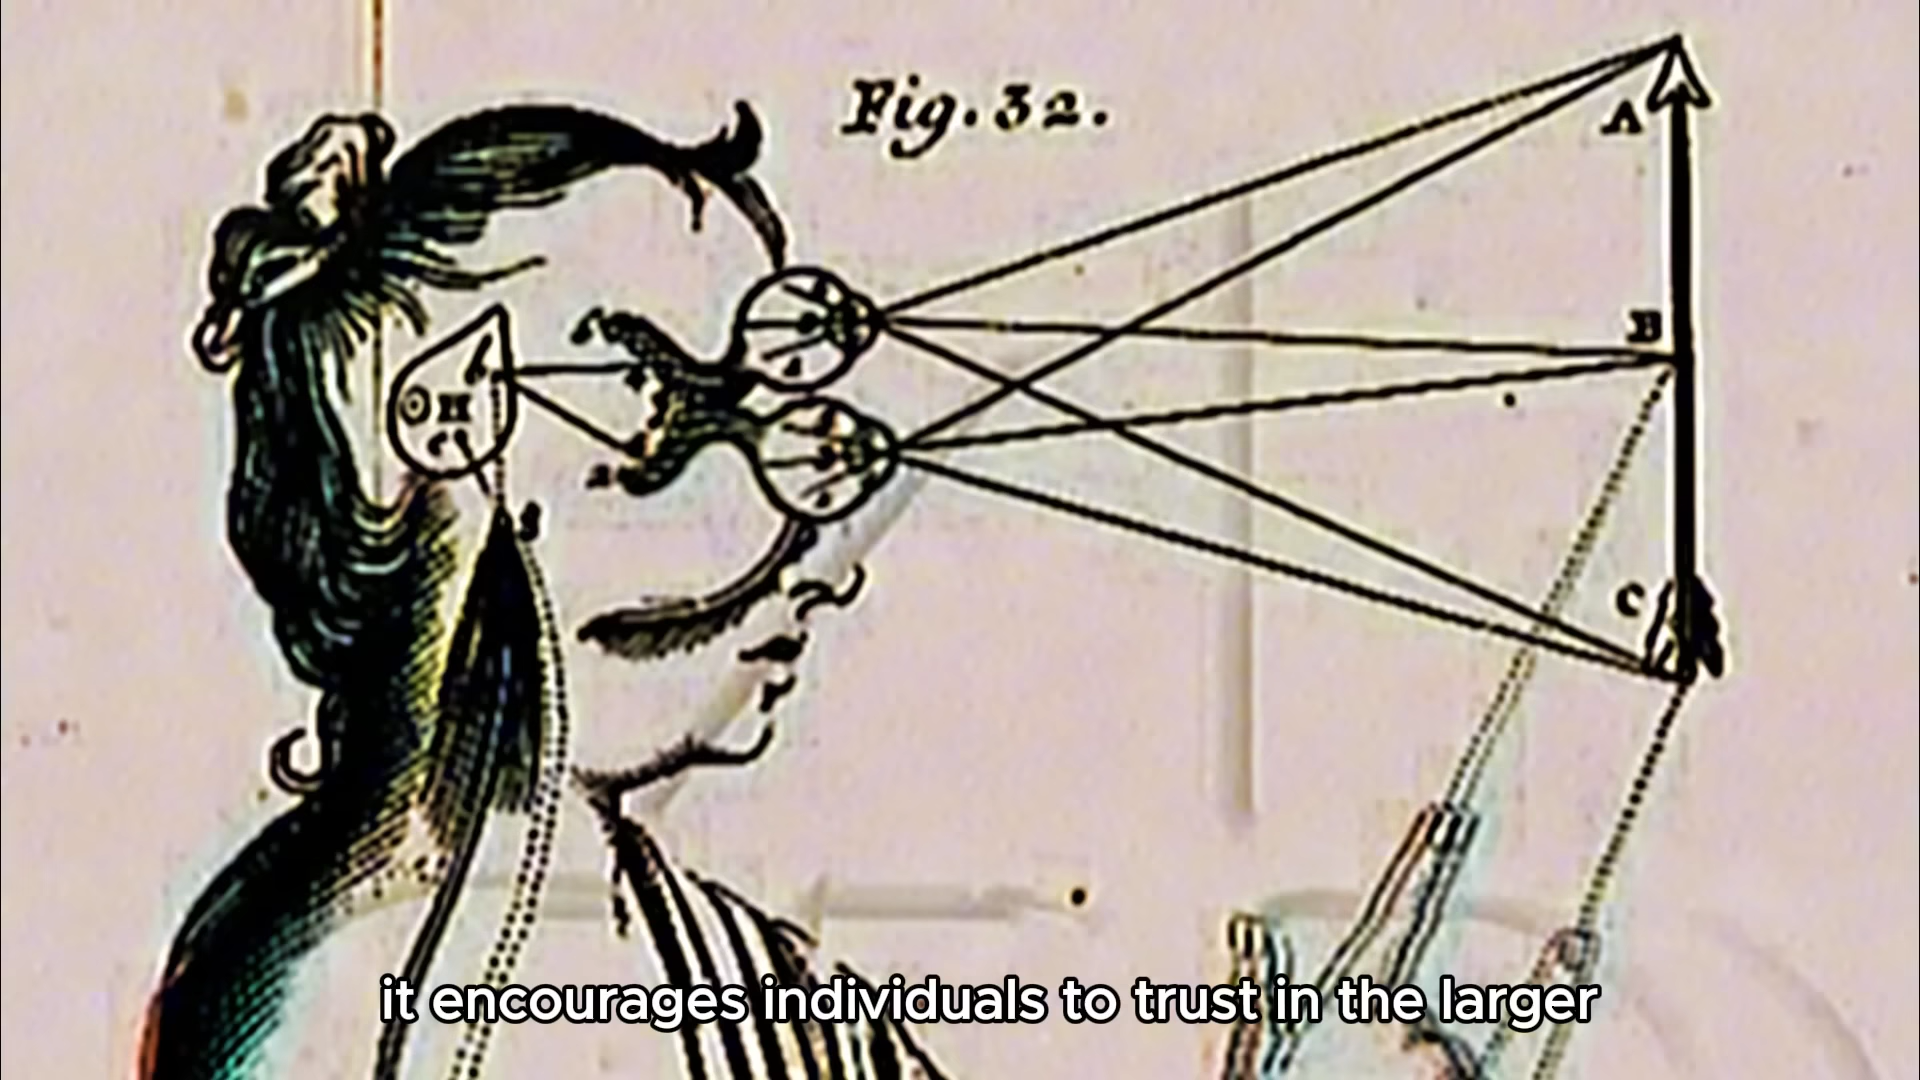 Fig. 32.
A
B
C
H
it encourages individuals to trust in the larger